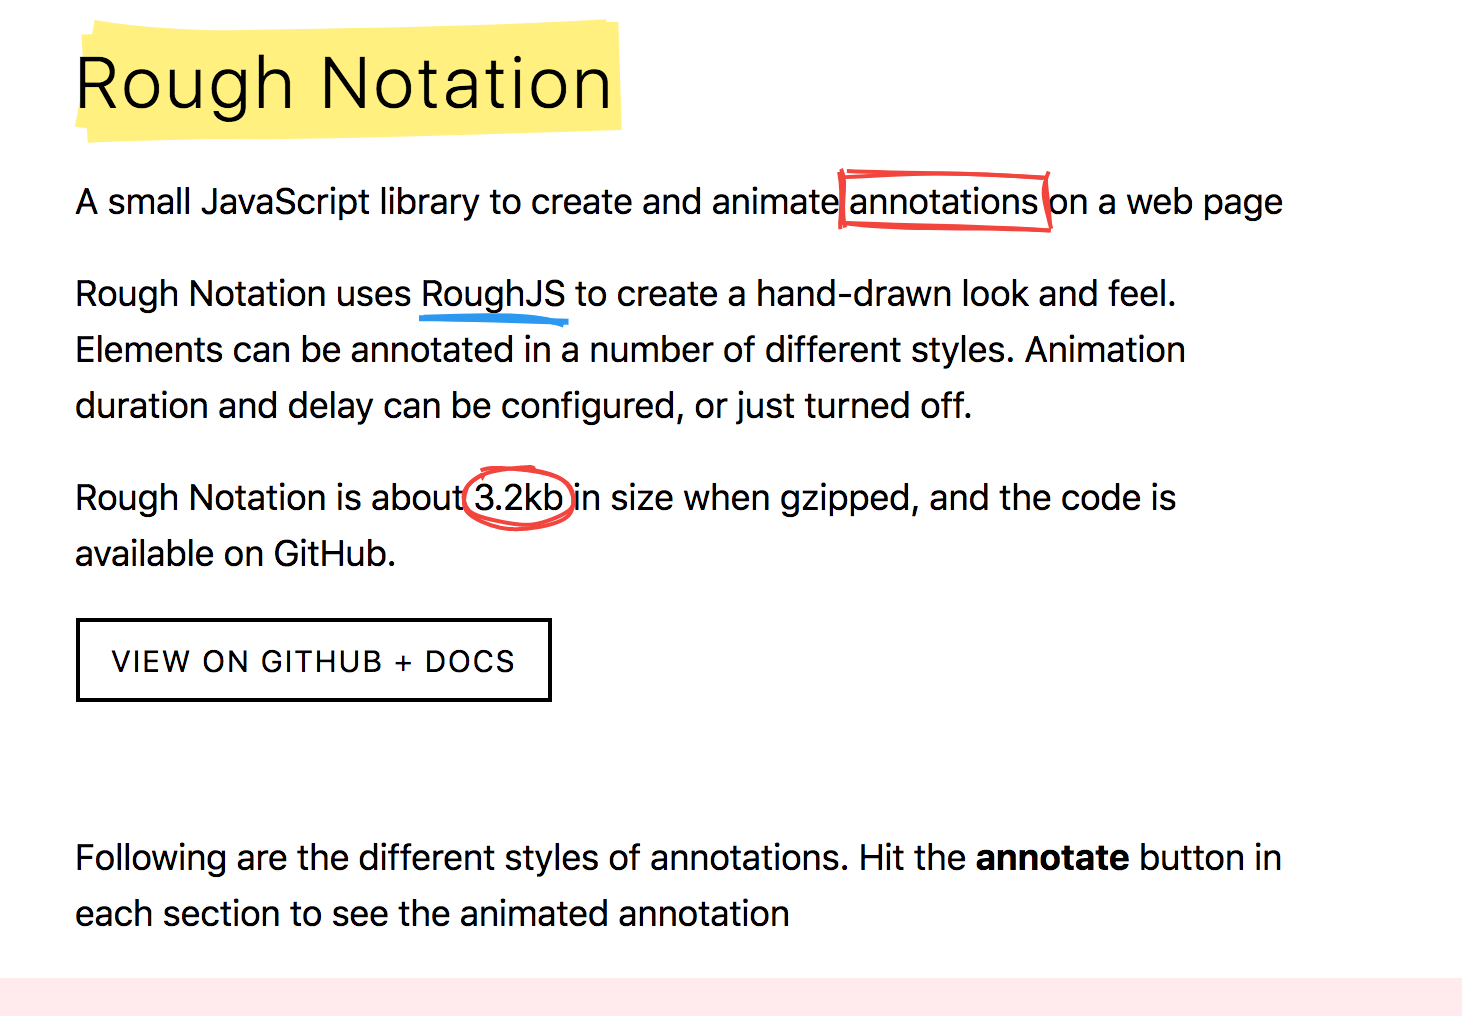 Rough Notation
A small JavaScript library to create and animate annotations on a web page
Rough Notation uses RoughJS to create a hand-drawn look and feel.
Elements can be annotated in a number of different styles. Animation
duration and delay can be configured, or just turned off.
Rough Notation is about 3.2kb in size when gzipped, and the code is
available on GitHub.
VIEW ON GITHUB + DOCS
Following are the different styles of annotations. Hit the annotate button in
each section to see the animated annotation